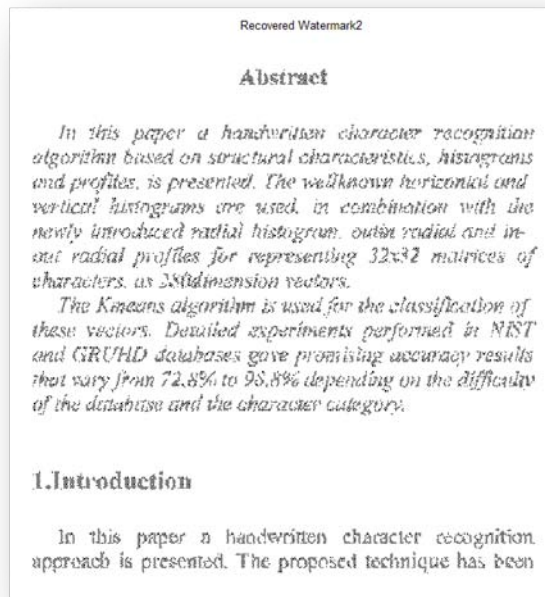 Recovered Watermark2
Abstract
In this paper a handwritten character recognition
algorithm based on structural characteristics, histograms
and profiles, is presented. The wellknown horizontal and
vertical histograms are used, in combination with the
newly introduced radial histogram, outin radial and in-
out radial profiles for representing 32x32 matrices of
characters, as 280dimension vectors.
The Kmeans algorithm is used for the classification of
these vectors. Detailed experiments performed in NIST
and GRUHD databases gave promising accuracy results
that vary from 72.8% to 98.8% depending on the difficulty
of the database and the character category.
1.Introduction
In this paper a handwritten character recognition
approach is presented. The proposed technique has been